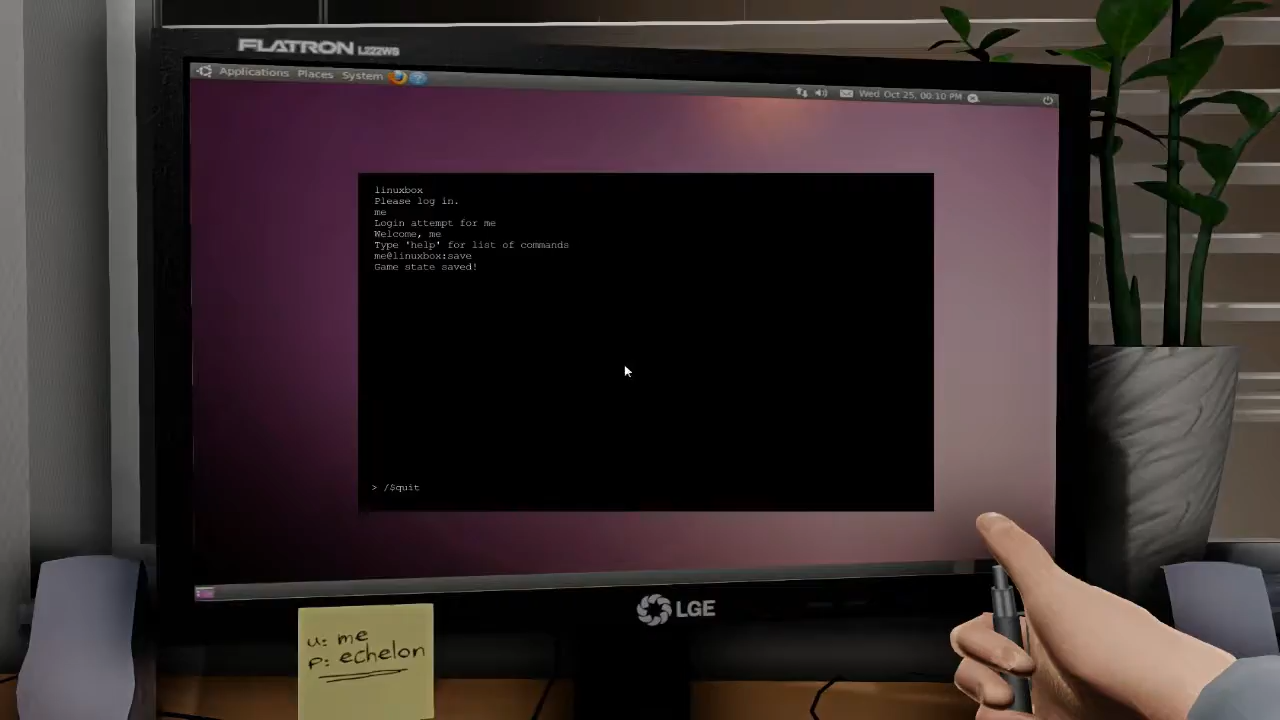 FLATRON L222WS
Applications Places System
Wed Oct 25, 00:10 PM
linuxbox
Please log in.
me
Login attempt for me
Welcome, me
Type 'help' for list of commands
me@linuxbox:save
Game state saved!
> /$quit
LGE
u: me
p: echelon